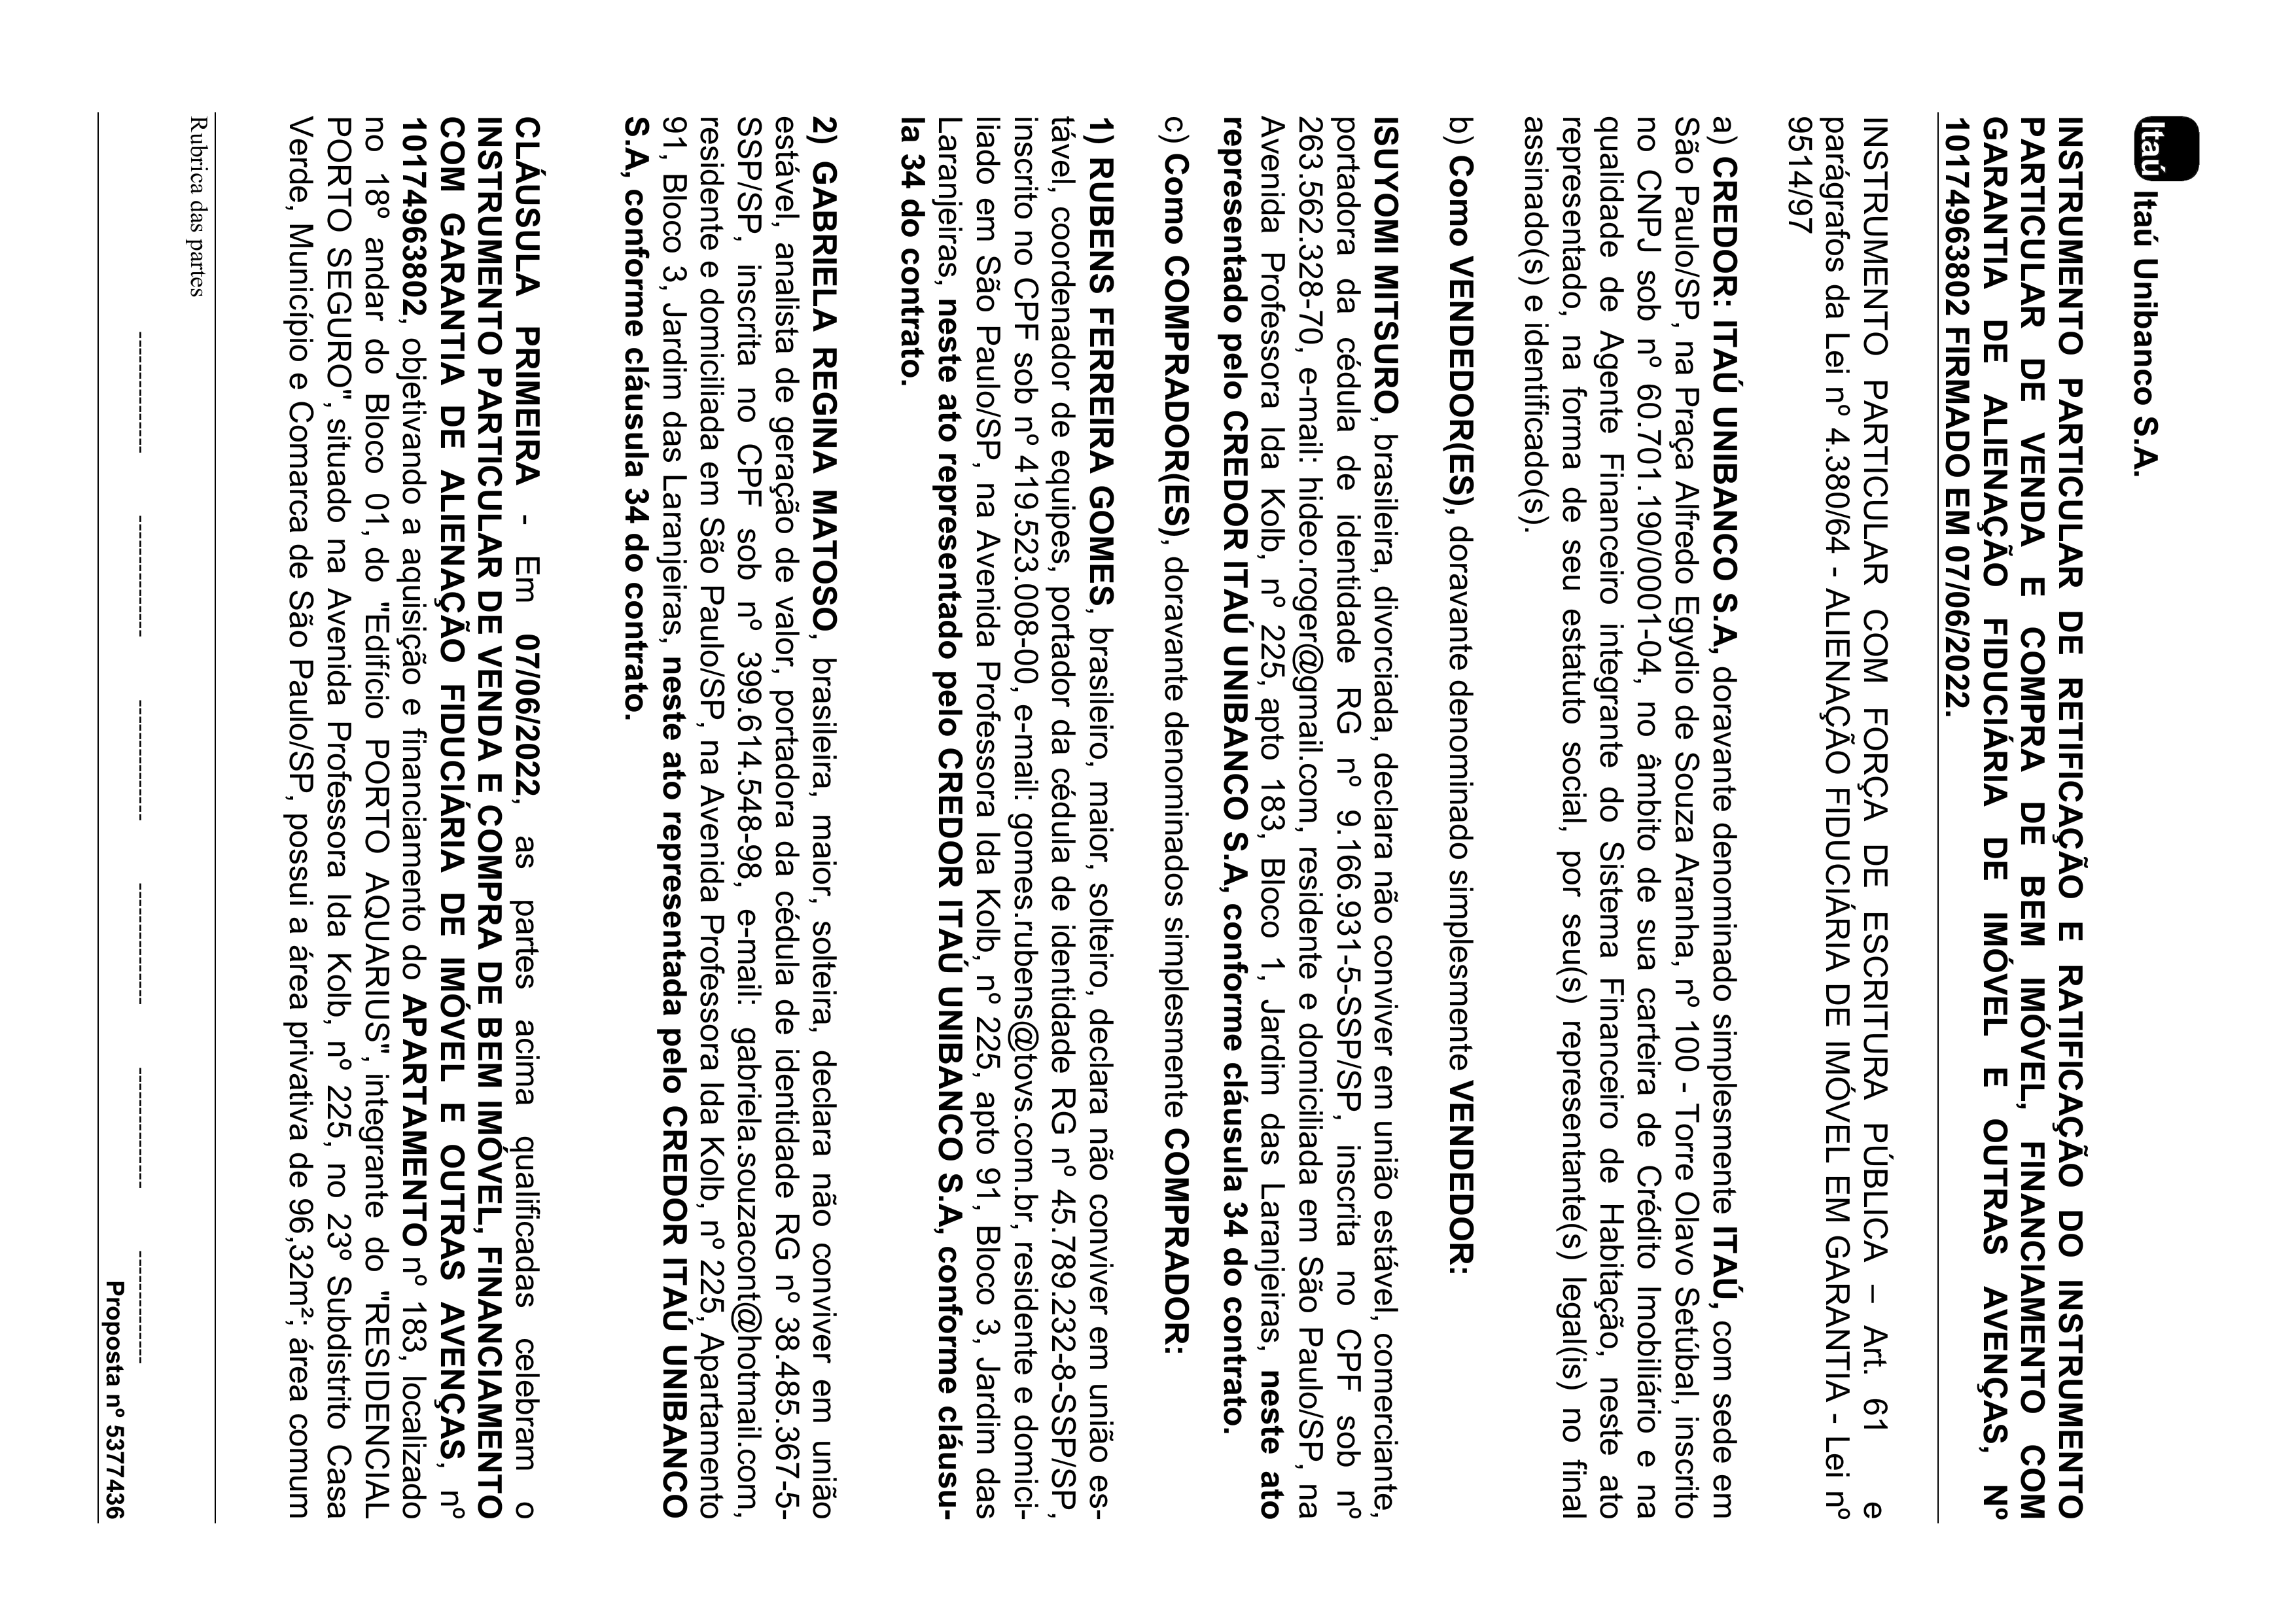 Itaú Itaú Unibanco S.A.
INSTRUMENTO PARTICULAR DE RETIFICAÇÃO E RATIFICAÇÃO DO INSTRUMENTO
PARTICULAR DE VENDA E COMPRA DE BEM IMÓVEL, FINANCIAMENTO COM
GARANTIA DE ALIENAÇÃO FIDUCIÁRIA DE IMÓVEL E OUTRAS AVENÇAS, Nº
10174963802 FIRMADO EM 07/06/2022.
INSTRUMENTO PARTICULAR COM FORÇA DE ESCRITURA PÚBLICA – Art. 61 e
parágrafos da Lei nº 4.380/64 - ALIENAÇÃO FIDUCIÁRIA DE IMÓVEL EM GARANTIA - Lei nº
9514/97
a) CREDOR: ITAÚ UNIBANCO S.A, doravante denominado simplesmente ITAÚ, com sede em
São Paulo/SP, na Praça Alfredo Egydio de Souza Aranha, nº 100 - Torre Olavo Setúbal, inscrito
no CNPJ sob nº 60.701.190/0001-04, no âmbito de sua carteira de Crédito Imobiliário e na
qualidade de Agente Financeiro integrante do Sistema Financeiro de Habitação, neste ato
representado, na forma de seu estatuto social, por seu(s) representante(s) legal(is) no final
assinado(s) e identificado(s).
b) Como VENDEDOR(ES), doravante denominado simplesmente VENDEDOR:
ISUYOMI MITSURO, brasileira, divorciada, declara não conviver em união estável, comerciante,
portadora da cédula de identidade RG nº 9.166.931-5-SSP/SP, inscrita no CPF sob nº
263.562.328-70, e-mail: hideo.roger@gmail.com, residente e domiciliada em São Paulo/SP, na
Avenida Professora Ida Kolb, nº 225, apto 183, Bloco 1, Jardim das Laranjeiras, neste ato
representado pelo CREDOR ITAÚ UNIBANCO S.A, conforme cláusula 34 do contrato.
c) Como COMPRADOR(ES), doravante denominados simplesmente COMPRADOR:
1) RUBENS FERREIRA GOMES, brasileiro, maior, solteiro, declara não conviver em união es-
tável, coordenador de equipes, portador da cédula de identidade RG nº 45.789.232-8-SSP/SP,
inscrito no CPF sob nº 419.523.008-00, e-mail: gomes.rubens@tovs.com.br, residente e domici-
liado em São Paulo/SP, na Avenida Professora Ida Kolb, nº 225, apto 91, Bloco 3, Jardim das
Laranjeiras, neste ato representado pelo CREDOR ITAÚ UNIBANCO S.A, conforme cláusu-
la 34 do contrato.
2) GABRIELA REGINA MATOSO, brasileira, maior, solteira, declara não conviver em união
estável, analista de geração de valor, portadora da cédula de identidade RG nº 38.485.367-5-
SSP/SP, inscrita no CPF sob nº 399.614.548-98, e-mail: gabriela.souzacont@hotmail.com,
residente e domiciliada em São Paulo/SP, na Avenida Professora Ida Kolb, nº 225, Apartamento
91, Bloco 3, Jardim das Laranjeiras, neste ato representada pelo CREDOR ITAÚ UNIBANCO
S.A, conforme cláusula 34 do contrato.
CLÁUSULA PRIMEIRA - Em 07/06/2022, as partes acima qualificadas celebram o
INSTRUMENTO PARTICULAR DE VENDA E COMPRA DE BEM IMÓVEL, FINANCIAMENTO
COM GARANTIA DE ALIENAÇÃO FIDUCIÁRIA DE IMÓVEL E OUTRAS AVENÇAS, nº
10174963802, objetivando a aquisição e financiamento do APARTAMENTO nº 183, localizado
no 18º andar do Bloco 01, do "Edifício PORTO AQUARIUS", integrante do "RESIDENCIAL
PORTO SEGURO", situado na Avenida Professora Ida Kolb, nº 225, no 23º Subdistrito Casa
Verde, Município e Comarca de São Paulo/SP, possui a área privativa de 96,32m²; área comum
Rubrica das partes
------------- ------------- ------------- ------------- ------------- -------------
Proposta nº 5377436